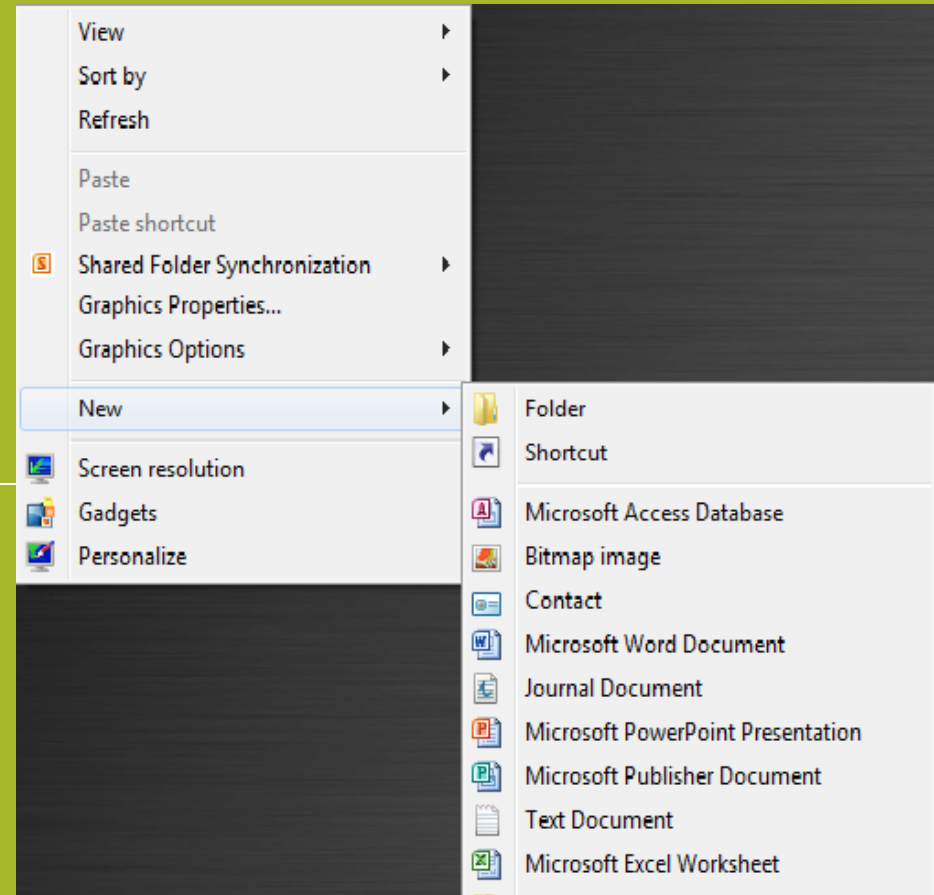 View
Sort by
Refresh
Paste
Paste shortcut
Shared Folder Synchronization
Graphics Properties...
Graphics Options
New
Screen resolution
Gadgets
Personalize
Folder
Shortcut
Microsoft Access Database
Bitmap image
Contact
Microsoft Word Document
Journal Document
Microsoft PowerPoint Presentation
Microsoft Publisher Document
Text Document
Microsoft Excel Worksheet